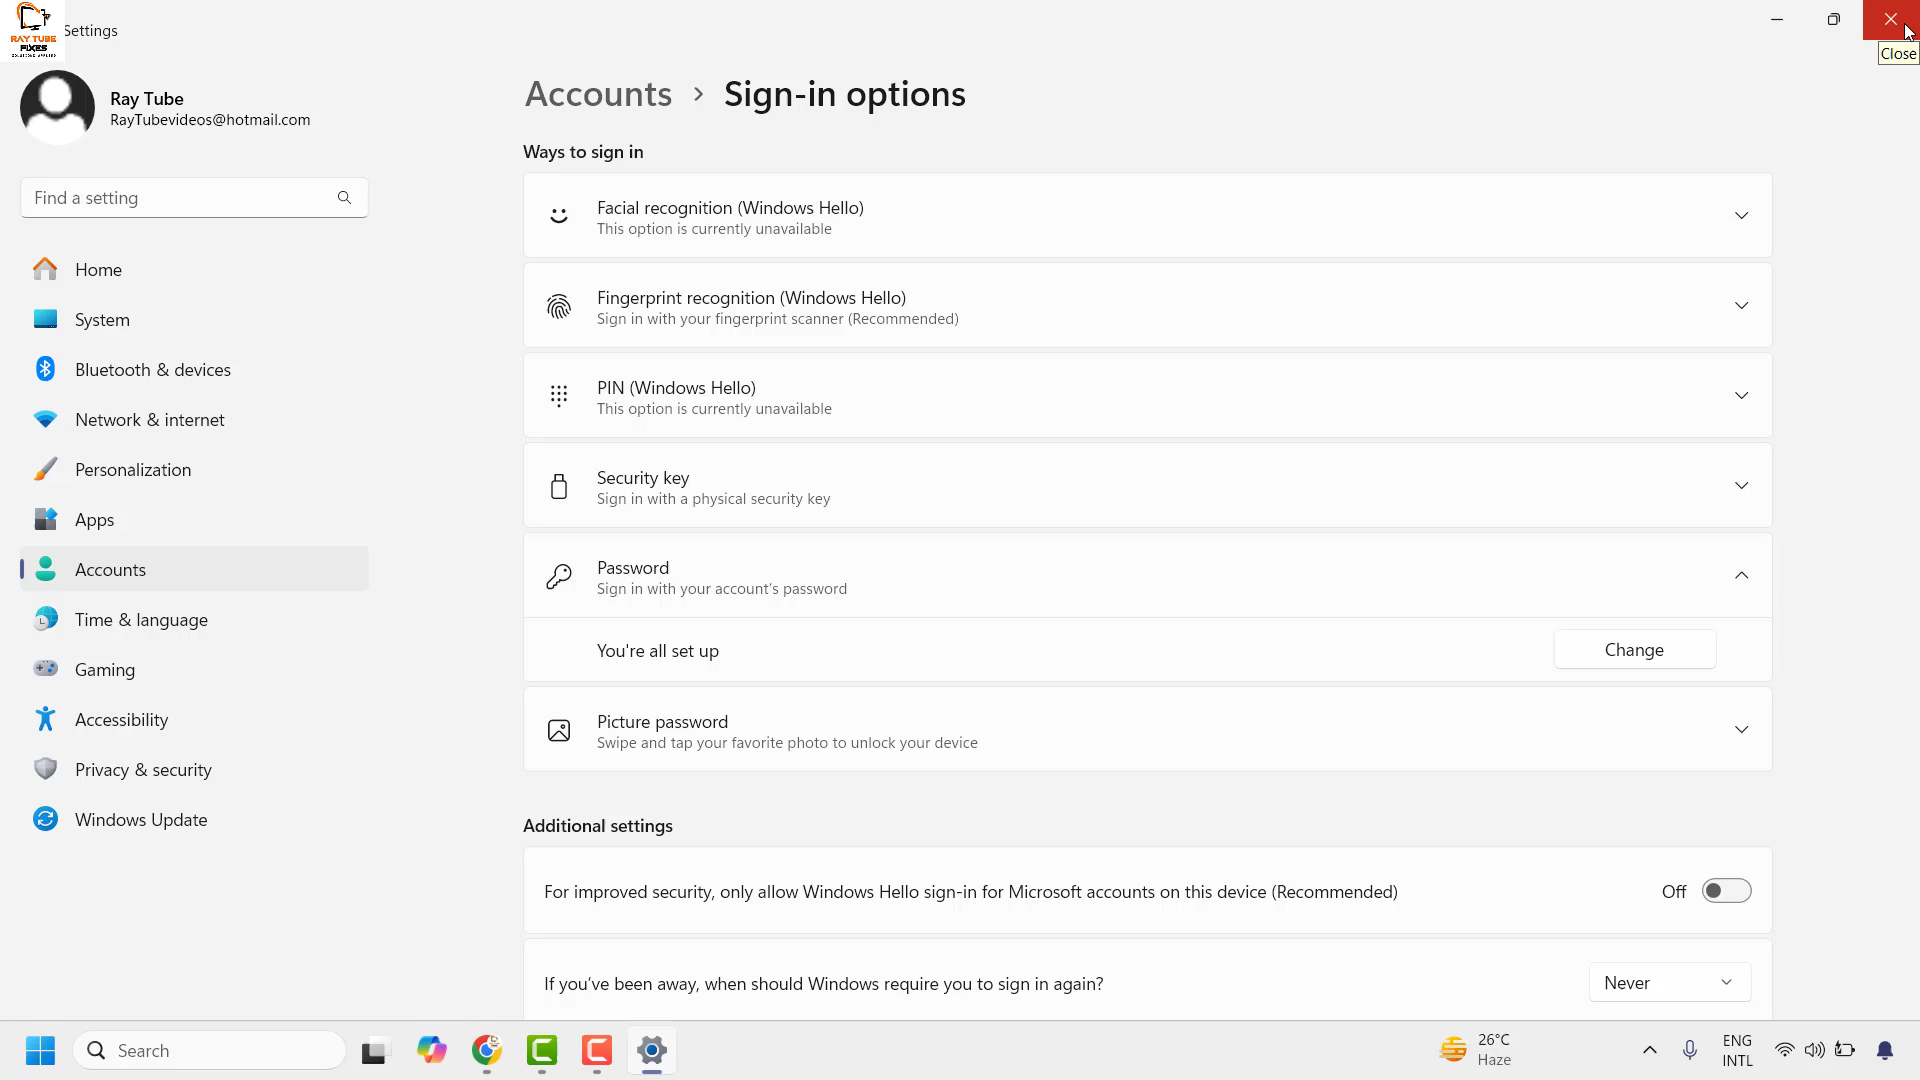 RAY TUBE
FIXES
Settings
Close
Ray Tube
RayTubevideos@hotmail.com
Find a setting
Home
System
Bluetooth & devices
Network & internet
Personalization
Apps
Accounts
Time & language
Gaming
Accessibility
Privacy & security
Windows Update
Accounts > Sign-in options
Ways to sign in
Facial recognition (Windows Hello)
This option is currently unavailable
Fingerprint recognition (Windows Hello)
Sign in with your fingerprint scanner (Recommended)
PIN (Windows Hello)
This option is currently unavailable
Security key
Sign in with a physical security key
Password
Sign in with your account's password
You're all set up
Change
Picture password
Swipe and tap your favorite photo to unlock your device
Additional settings
For improved security, only allow Windows Hello sign-in for Microsoft accounts on this device (Recommended)
Off
If you've been away, when should Windows require you to sign in again?
Never
Search
26°C
Haze
ENG
INTL